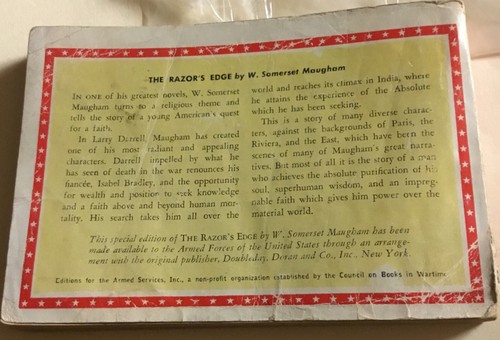 THE RAZOR'S EDGE by W. Somerset Maugham
IN ONE of his greatest novels, W. Somerset
Maugham turns to a religious theme and
tells the story of a young American's quest
for a faith.
In Larry Darrell, Maugham has created
one of his most radiant and appealing
characters. Darrell impelled by what he
has seen of death in the war renounces his
fiancée, Isabel Bradley, and the opportunity
for wealth and position to seek knowledge
and a faith above and beyond human mor-
tality. His search takes him all over the
world and reaches its climax in India, where
he attains the experience of the Absolute
which he has been seeking.
This is a story of many diverse charac-
ters, against the backgrounds of Paris, the
Riviera, and the East, which have been the
scenes of many of Maugham's great narra-
tives. But most of all it is the story of a man
who achieves the absolute purification of his
soul, superhuman wisdom, and an impreg-
nable faith which gives him power over the
material world.
This special edition of THE RAZOR'S EDGE by W. Somerset Maugham has been
made available to the Armed Forces of the United States through an arrange-
ment with the original publisher, Doubleday, Doran and Co., Inc., New York.
Editions for the Armed Services, Inc., a non-profit organization established by the Council on Books in Wartime